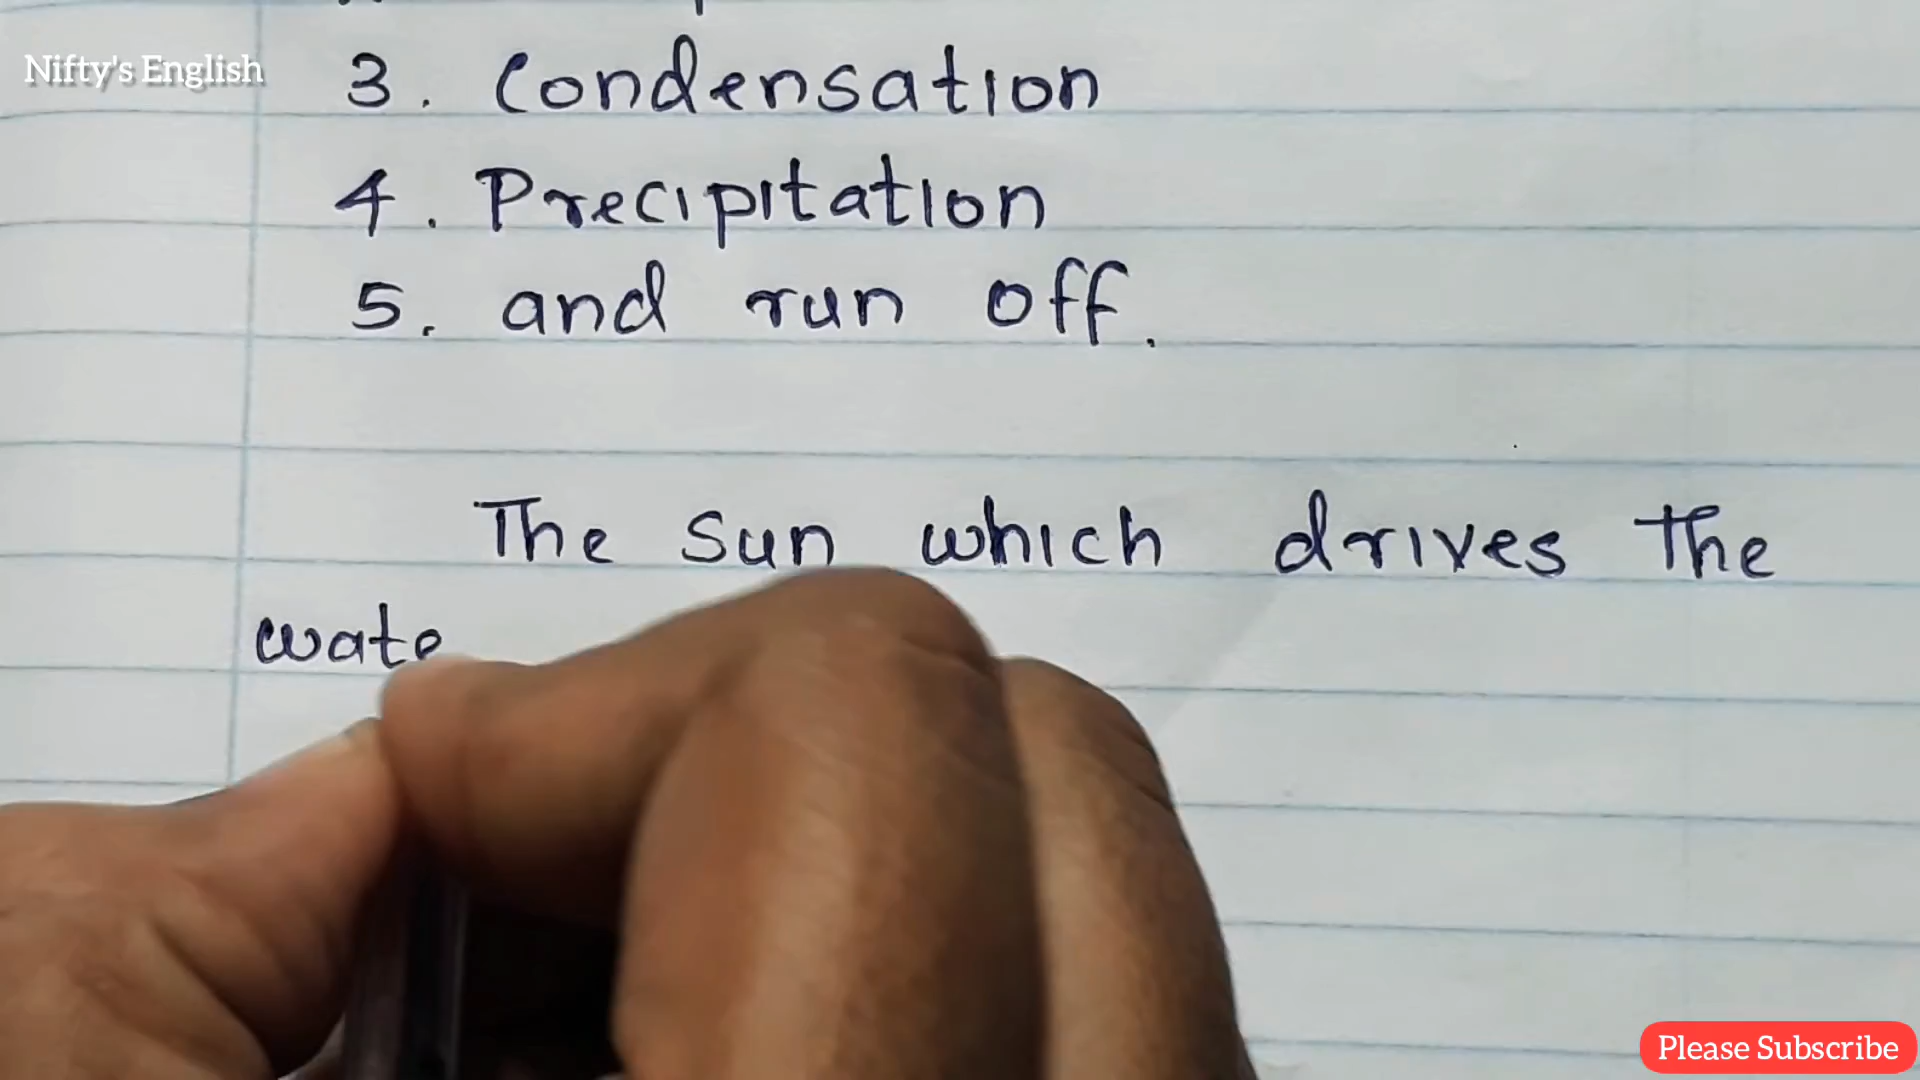 Nifty's English
3. Condensation
4. Precipitation
5. and run off.
The Sun which drives the
wate
Please Subscribe